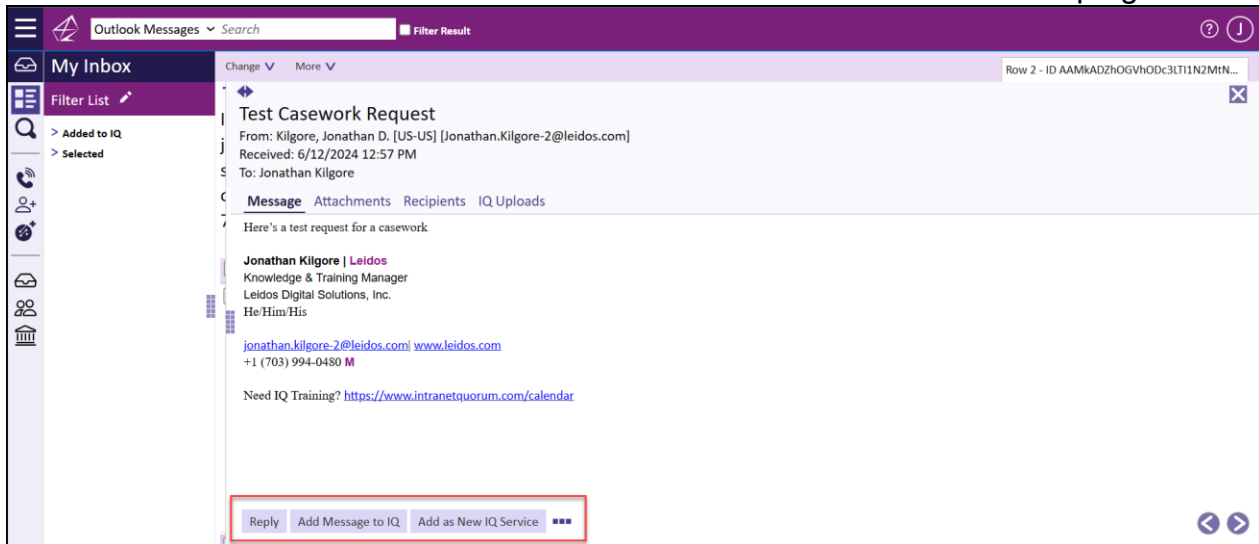 Outlook Messages Search Filter Result ? J
My Inbox Change More Row 2 - ID AAMkADZhOGVhODc3LTI1N2MtN...
Filter List
> Added to IQ
> Selected
Test Casework Request
From: Kilgore, Jonathan D. [US-US] [Jonathan.Kilgore-2@leidos.com]
Received: 6/12/2024 12:57 PM
To: Jonathan Kilgore
Message Attachments Recipients IQ Uploads
Here's a test request for a casework
Jonathan Kilgore | Leidos
Knowledge & Training Manager
Leidos Digital Solutions, Inc.
He/Him/His
jonathan.kilgore-2@leidos.com| www.leidos.com
+1 (703) 994-0480 M
Need IQ Training? https://www.intranetquorum.com/calendar
Reply Add Message to IQ Add as New IQ Service